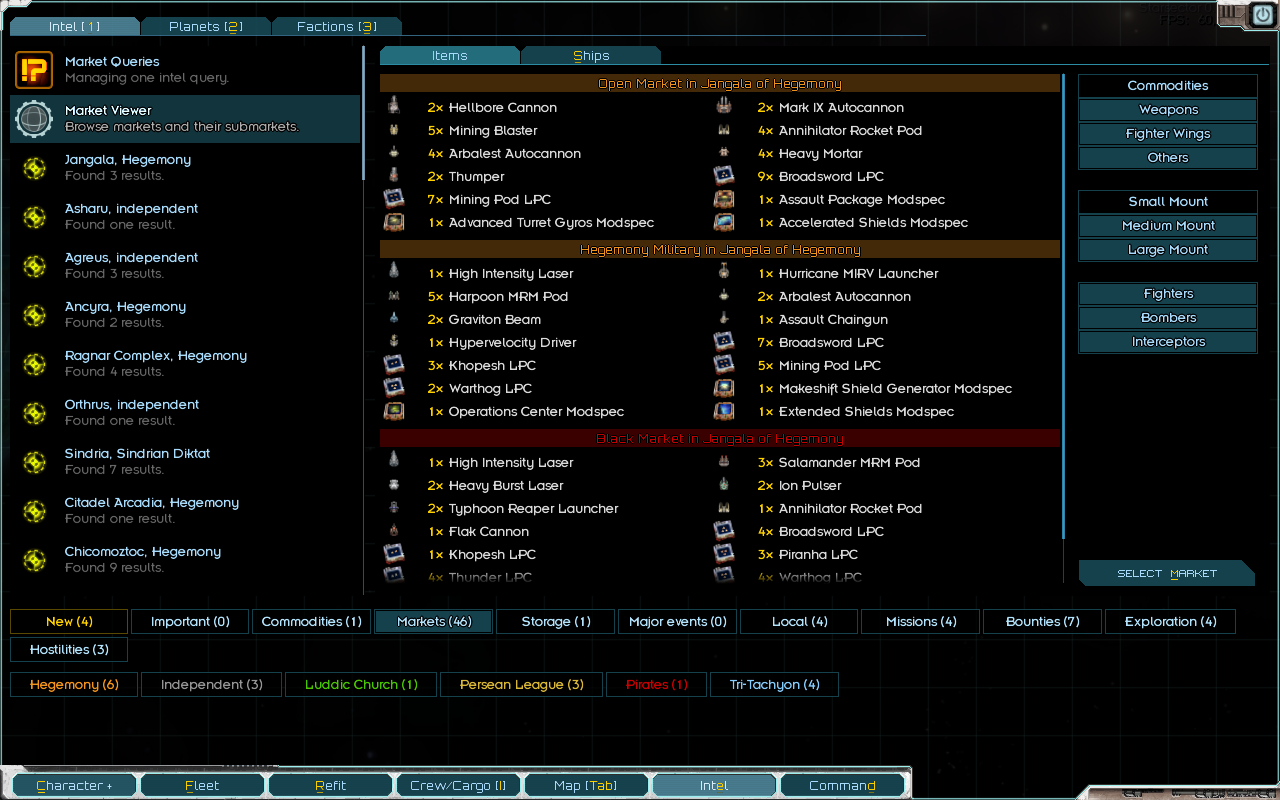 Intel [ 1 ]
Planets [2]
Factions [3]
Market Queries
Managing one intel query.
Market Viewer
Browse markets and their submarkets.
Jangala, Hegemony
Found 3 results.
Asharu, independent
Found one result.
Agreus, independent
Found 3 results.
Ancyra, Hegemony
Found 2 results.
Ragnar Complex, Hegemony
Found 4 results.
Orthrus, independent
Found one result.
Sindria, Sindrian Diktat
Found 7 results.
Citadel Arcadia, Hegemony
Found one result.
Chicomoztoc, Hegemony
Found 9 results.
Items
Ships
Open Market in Jangala of Hegemony
2× Hellbore Cannon
2× Mark IX Autocannon
5× Mining Blaster
4× Annihilator Rocket Pod
4× Arbalest Autocannon
4× Heavy Mortar
2× Thumper
9× Broadsword LPC
7× Mining Pod LPC
1× Assault Package Modspec
1× Advanced Turret Gyros Modspec
1× Accelerated Shields Modspec
Hegemony Military in Jangala of Hegemony
1× High Intensity Laser
1× Hurricane MIRV Launcher
5× Harpoon MRM Pod
2× Arbalest Autocannon
2× Graviton Beam
1× Assault Chaingun
1× Hypervelocity Driver
7× Broadsword LPC
3× Khopesh LPC
5× Mining Pod LPC
2× Warthog LPC
1× Makeshift Shield Generator Modspec
1× Operations Center Modspec
1× Extended Shields Modspec
Black Market in Jangala of Hegemony
1× High Intensity Laser
3× Salamander MRM Pod
2× Heavy Burst Laser
2× Ion Pulser
2× Typhoon Reaper Launcher
1× Annihilator Rocket Pod
1× Flak Cannon
4× Broadsword LPC
1× Khopesh LPC
3× Piranha LPC
4× Thunder LPC
4× Warthog LPC
Commodities
Weapons
Fighter Wings
Others
Small Mount
Medium Mount
Large Mount
Fighters
Bombers
Interceptors
SELECT MARKET
New (4)
Important (0)
Commodities (1)
Markets (46)
Storage (1)
Major events (0)
Local (4)
Missions (4)
Bounties (7)
Exploration (4)
Hostilities (3)
Hegemony (6)
Independent (3)
Luddic Church (1)
Persean League (3)
Pirates (1)
Tri-Tachyon (4)
Character +
Fleet
Refit
Crew/Cargo [I]
Map [Tab]
Intel
Command